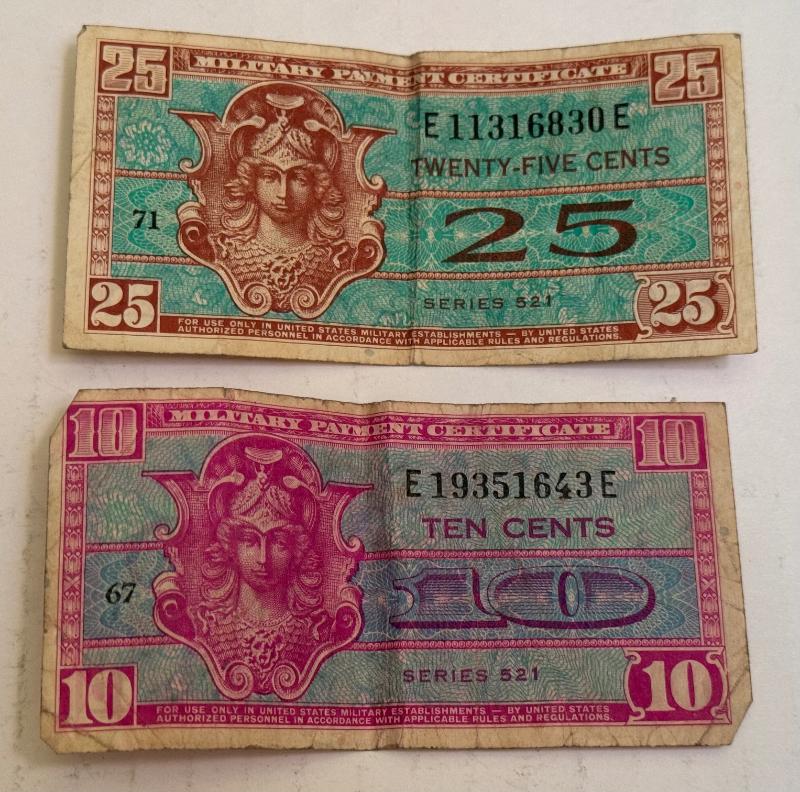 25 MILITARY PAYMENT CERTIFICATE 25
E 11316830 E
TWENTY-FIVE CENTS
71 25
SERIES 521
25 25
FOR USE ONLY IN UNITED STATES MILITARY ESTABLISHMENTS — BY UNITED STATES
AUTHORIZED PERSONNEL IN ACCORDANCE WITH APPLICABLE RULES AND REGULATIONS.
10 MILITARY PAYMENT CERTIFICATE 10
E 19351643 E
TEN CENTS
67 10
SERIES 521
10 10
FOR USE ONLY IN UNITED STATES MILITARY ESTABLISHMENTS — BY UNITED STATES
AUTHORIZED PERSONNEL IN ACCORDANCE WITH APPLICABLE RULES AND REGULATIONS.